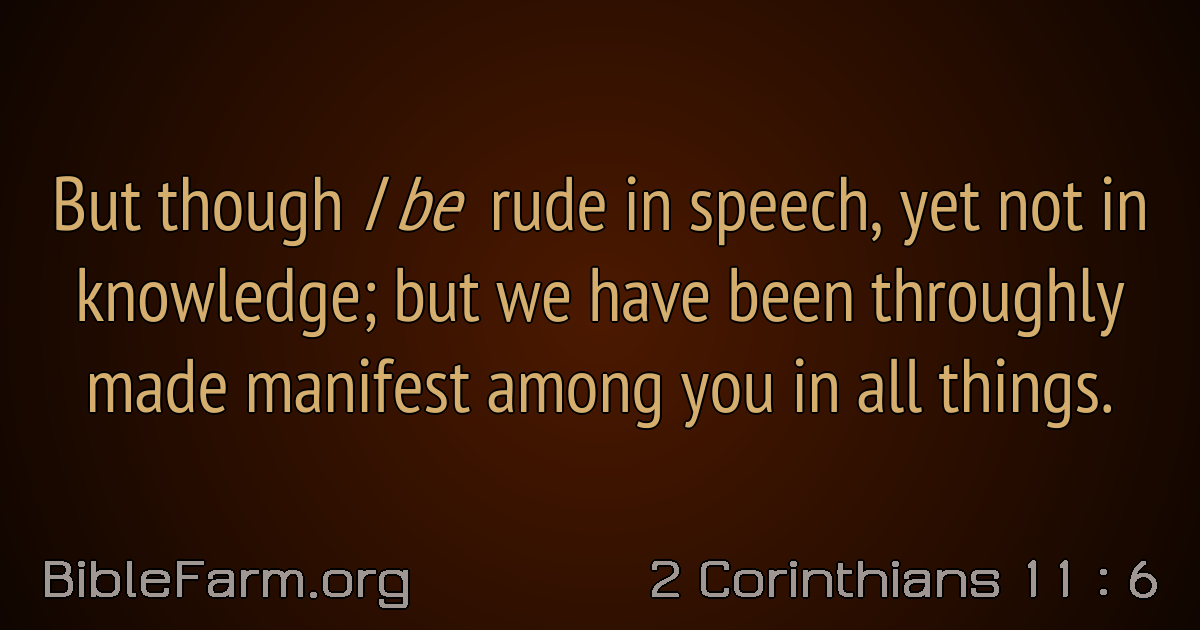 But though I be rude in speech, yet not in
knowledge; but we have been throughly
made manifest among you in all things.
BibleFarm.org
2 Corinthians 11 : 6